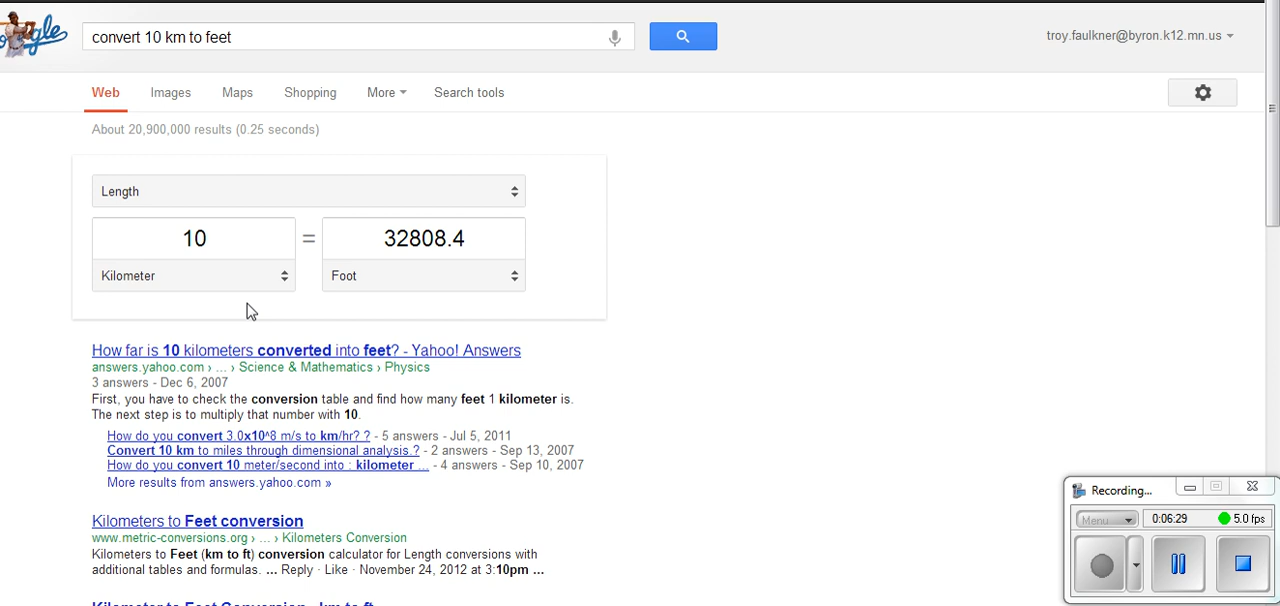 convert 10 km to feet
troy.faulkner@byron.k12.mn.us
Web Images Maps Shopping More Search tools
About 20,900,000 results (0.25 seconds)
Length
10 = 32808.4
Kilometer Foot
How far is 10 kilometers converted into feet? - Yahoo! Answers
answers.yahoo.com › ... › Science & Mathematics › Physics
3 answers - Dec 6, 2007
First, you have to check the conversion table and find how many feet 1 kilometer is.
The next step is to multiply that number with 10.
How do you convert 3.0x10^8 m/s to km/hr? ? - 5 answers - Jul 5, 2011
Convert 10 km to miles through dimensional analysis ? - 2 answers - Sep 13, 2007
How do you convert 10 meter/second into : kilometer ... - 4 answers - Sep 10, 2007
More results from answers.yahoo.com »
Kilometers to Feet conversion
www.metric-conversions.org › ... › Kilometers Conversion
Kilometers to Feet (km to ft) conversion calculator for Length conversions with
additional tables and formulas. ... Reply · Like · November 24, 2012 at 3:10pm ...
Kilometer to Feet Conversion - km to ft
Recording...
Menu 0:06:29 5.0 fps